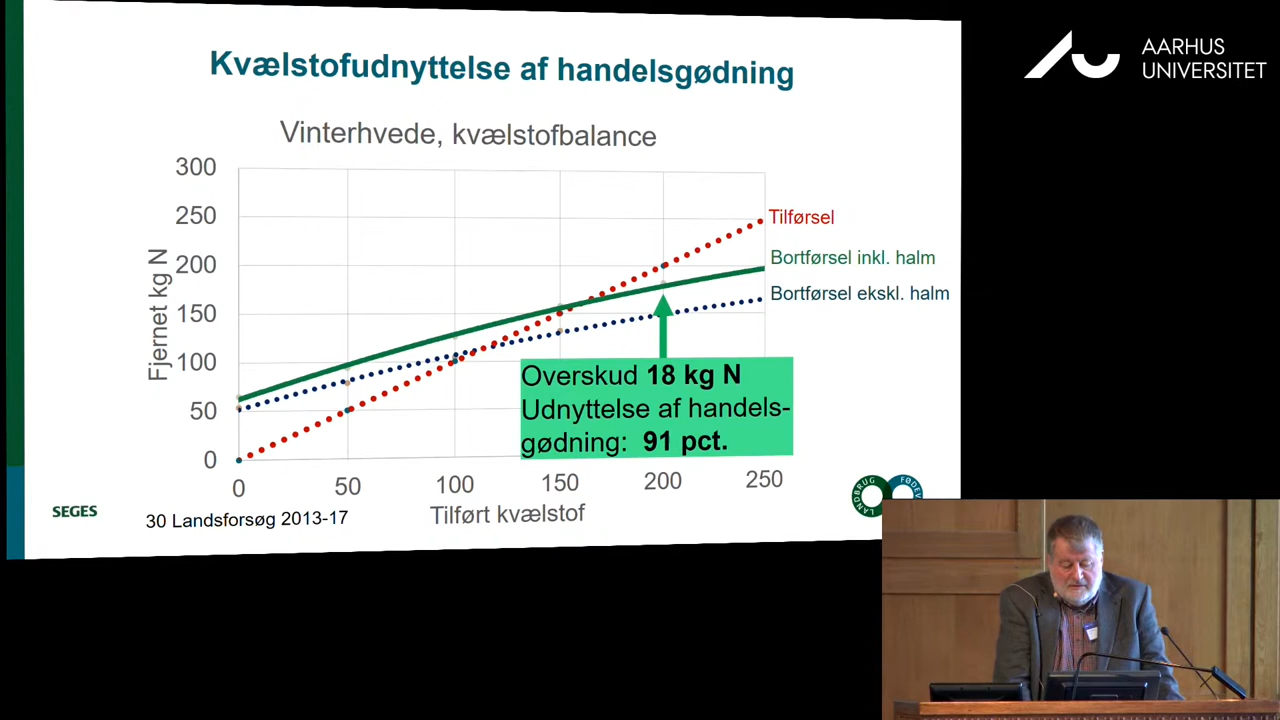 Kvælstofudnyttelse af handelsgødning
AARHUS
UNIVERSITET
Vinterhvede, kvælstofbalance
300
250
200
150
100
50
0
Fjernet kg N
Tilførsel
Bortførsel inkl. halm
Bortførsel ekskl. halm
Overskud 18 kg N
Udnyttelse af handels-
gødning: 91 pct.
0 50 100 150 200 250
Tilført kvælstof
SEGES
30 Landsforsøg 2013-17
LANDBRUG